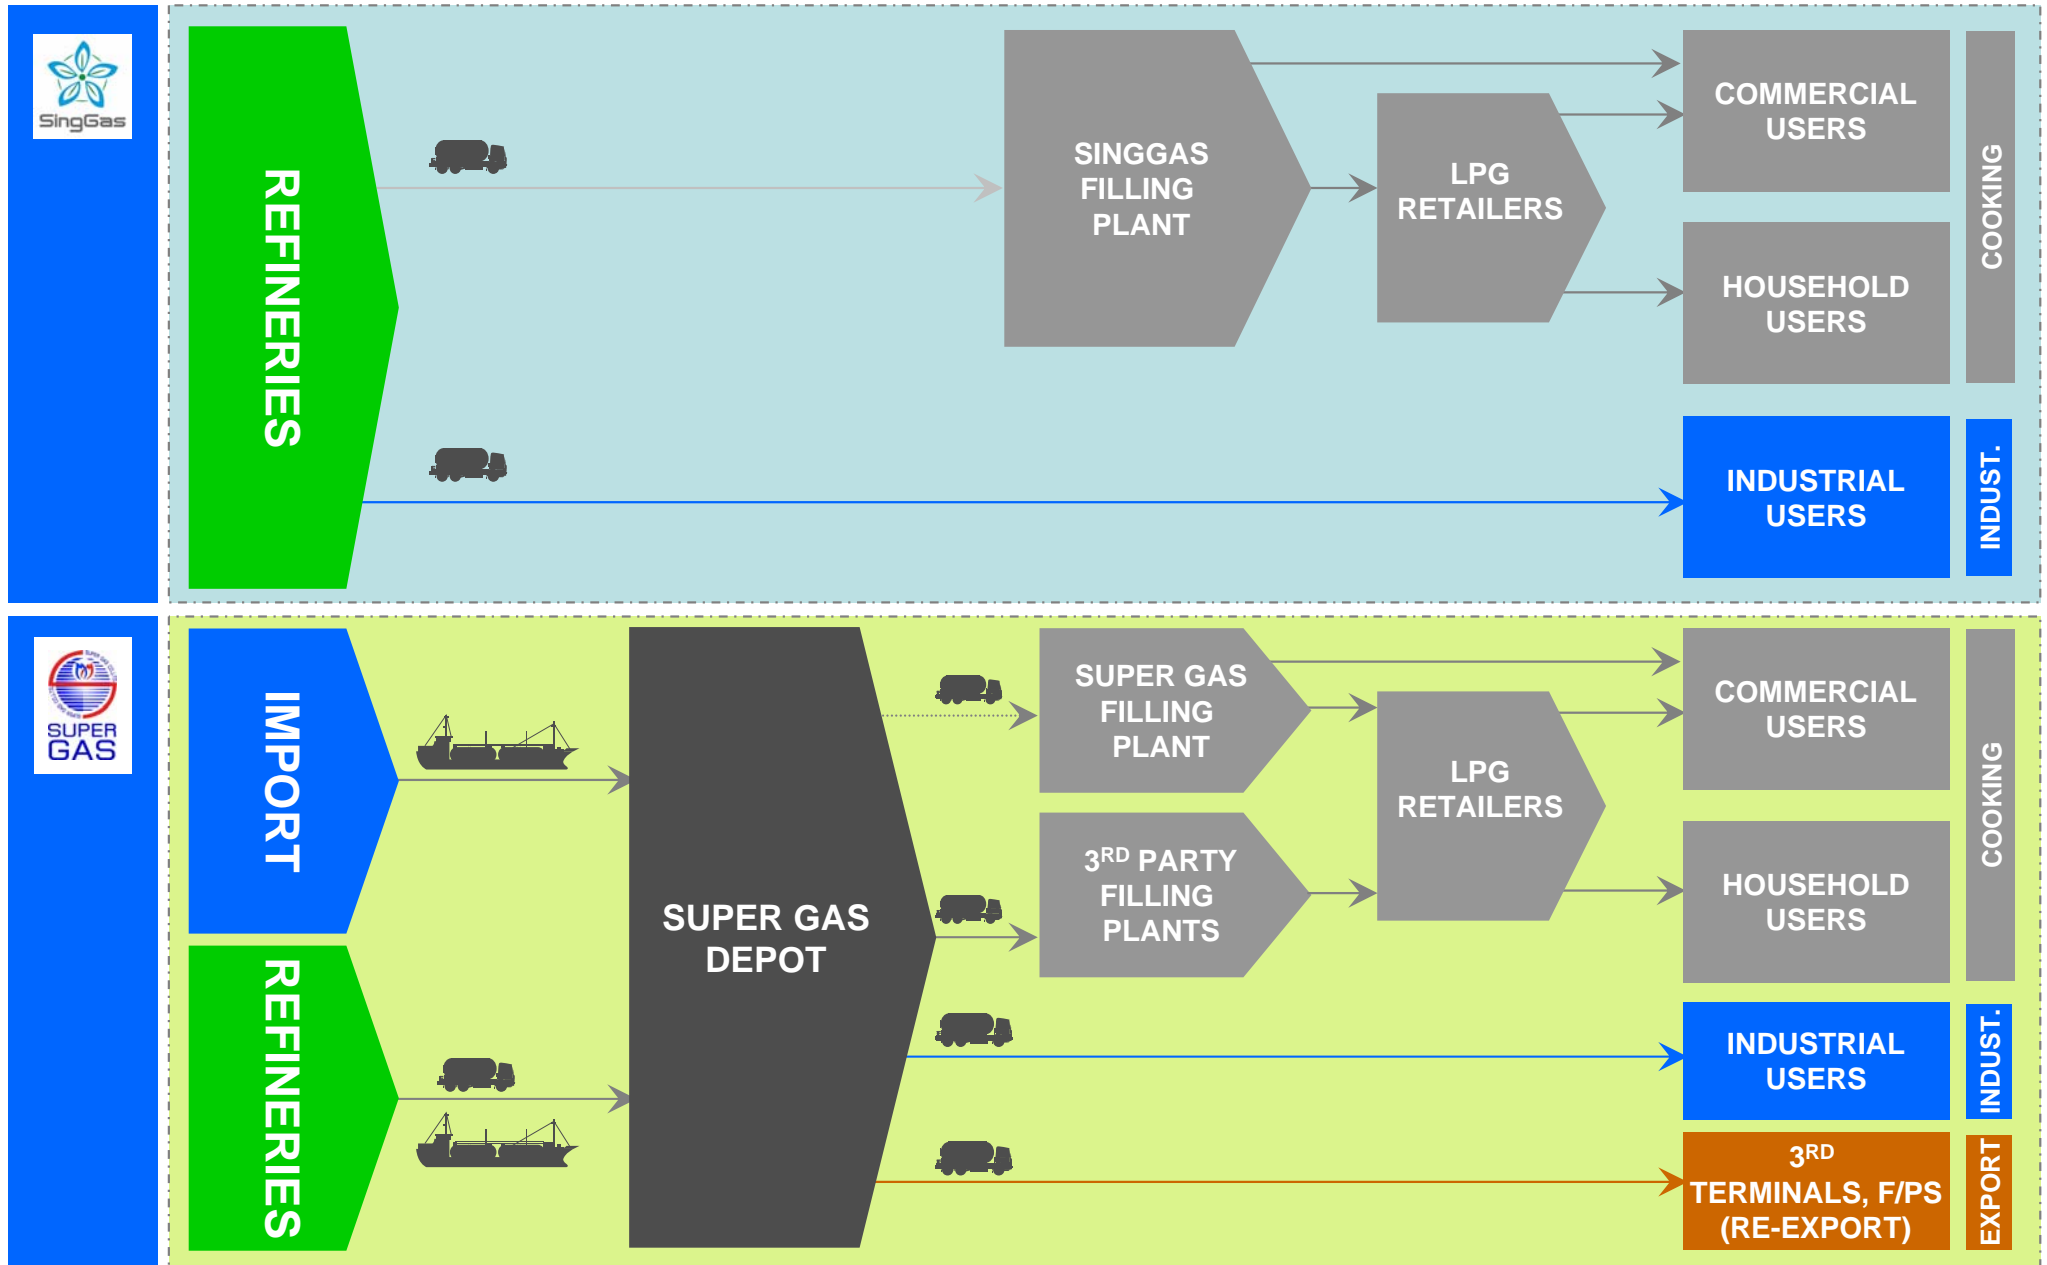 SingGas
REFINERIES
SINGGAS
FILLING
PLANT
LPG
RETAILERS
COMMERCIAL
USERS
HOUSEHOLD
USERS
COOKING
INDUSTRIAL
USERS
INDUST.
SUPER
GAS
IMPORT
REFINERIES
SUPER GAS
DEPOT
SUPER GAS
FILLING
PLANT
3RD PARTY
FILLING
PLANTS
LPG
RETAILERS
COMMERCIAL
USERS
HOUSEHOLD
USERS
COOKING
INDUSTRIAL
USERS
INDUST.
3RD
TERMINALS, F/PS
(RE-EXPORT)
EXPORT